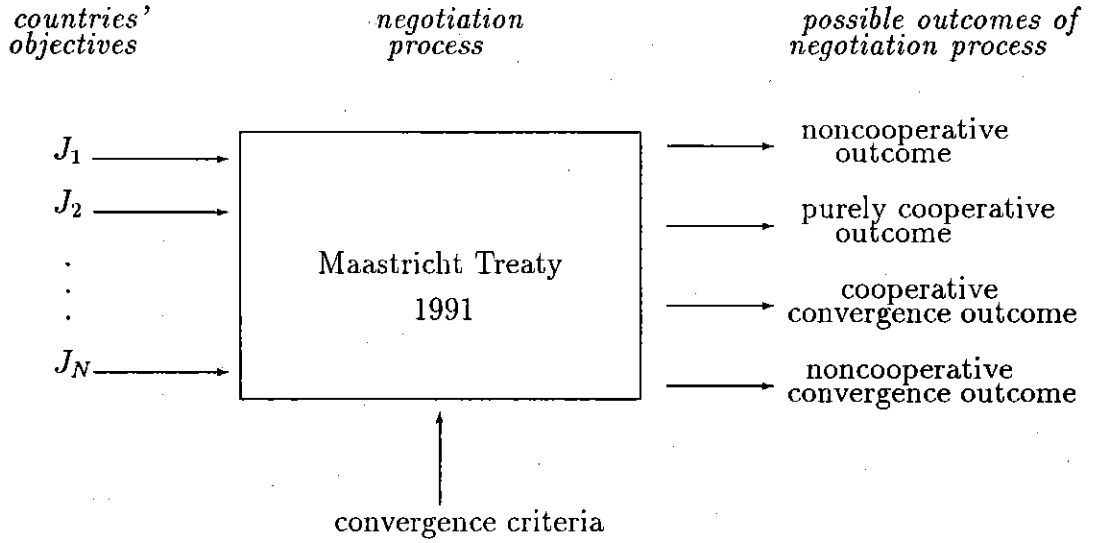 countries'
objectives
negotiation
process
possible outcomes of
negotiation process
J1
J2
.
.
.
JN
Maastricht Treaty
1991
convergence criteria
noncooperative
outcome
purely cooperative
outcome
cooperative
convergence outcome
noncooperative
convergence outcome